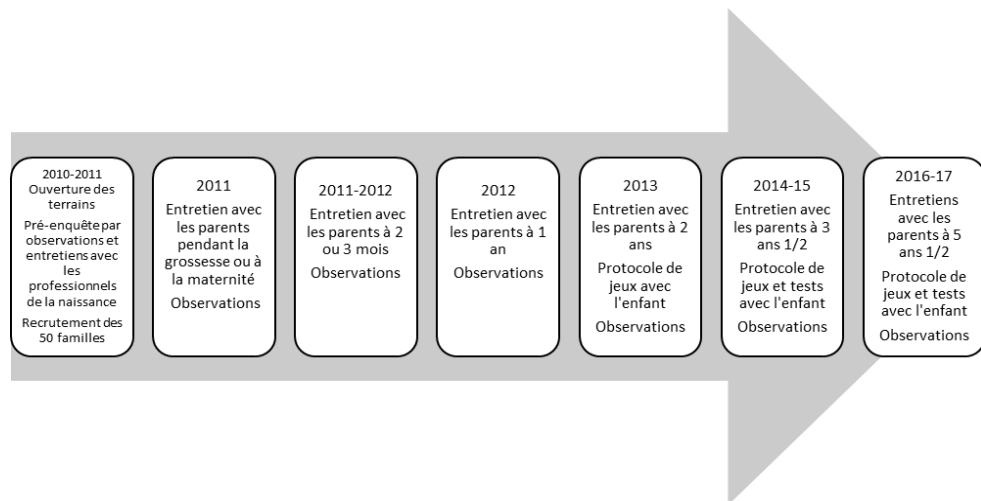 2010-2011
Ouverture des
terrains
Pré-enquête par
observations et
entretiens avec
les
professionnels
de la naissance
Recrutement des
50 familles
2011
Entretien avec
les parents
pendant la
grossesse ou à
la maternité
Observations
2011-2012
Entretien avec
les parents à 2
ou 3 mois
Observations
2012
Entretien avec
les parents à 1
an
Observations
2013
Entretien avec
les parents à 2
ans
Protocole de
jeux avec
l'enfant
Observations
2014-15
Entretien avec
les parents à 3
ans 1/2
Protocole de
jeux et tests
avec l'enfant
Observations
2016-17
Entretiens
avec les
parents à 5
ans 1/2
Protocole de
jeux et tests
avec l'enfant
Observations